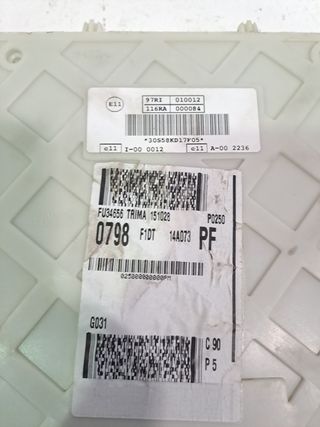 E11
97RI 010012
116RA 000084
*30S58KD17F05*
e11 I-00 0012 e11 A-00 2236
FU34656 TRIMA 151028 P0250
0798 F1DT 14A073 PF
G031
C 90
P 5